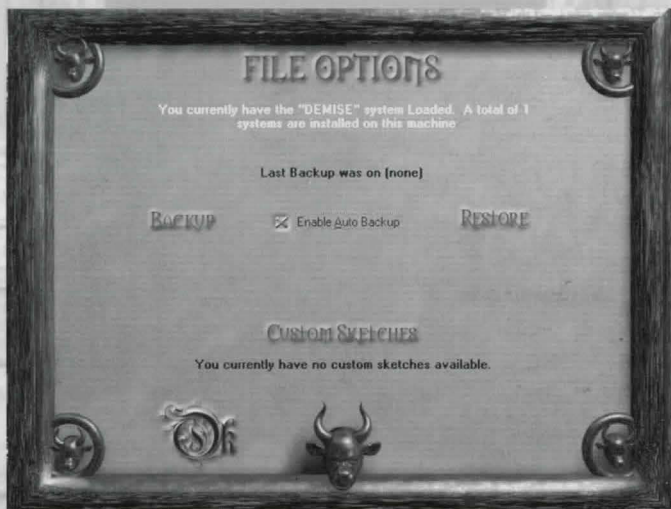 FILE OPTIONS
You currently have the "DEMISE" system Loaded. A total of 1
systems are installed on this machine
Last Backup was on (none)
BACKUP
Enable Auto Backup
RESTORE
CUSTOM SKETCHES
You currently have no custom sketches available.
Ok